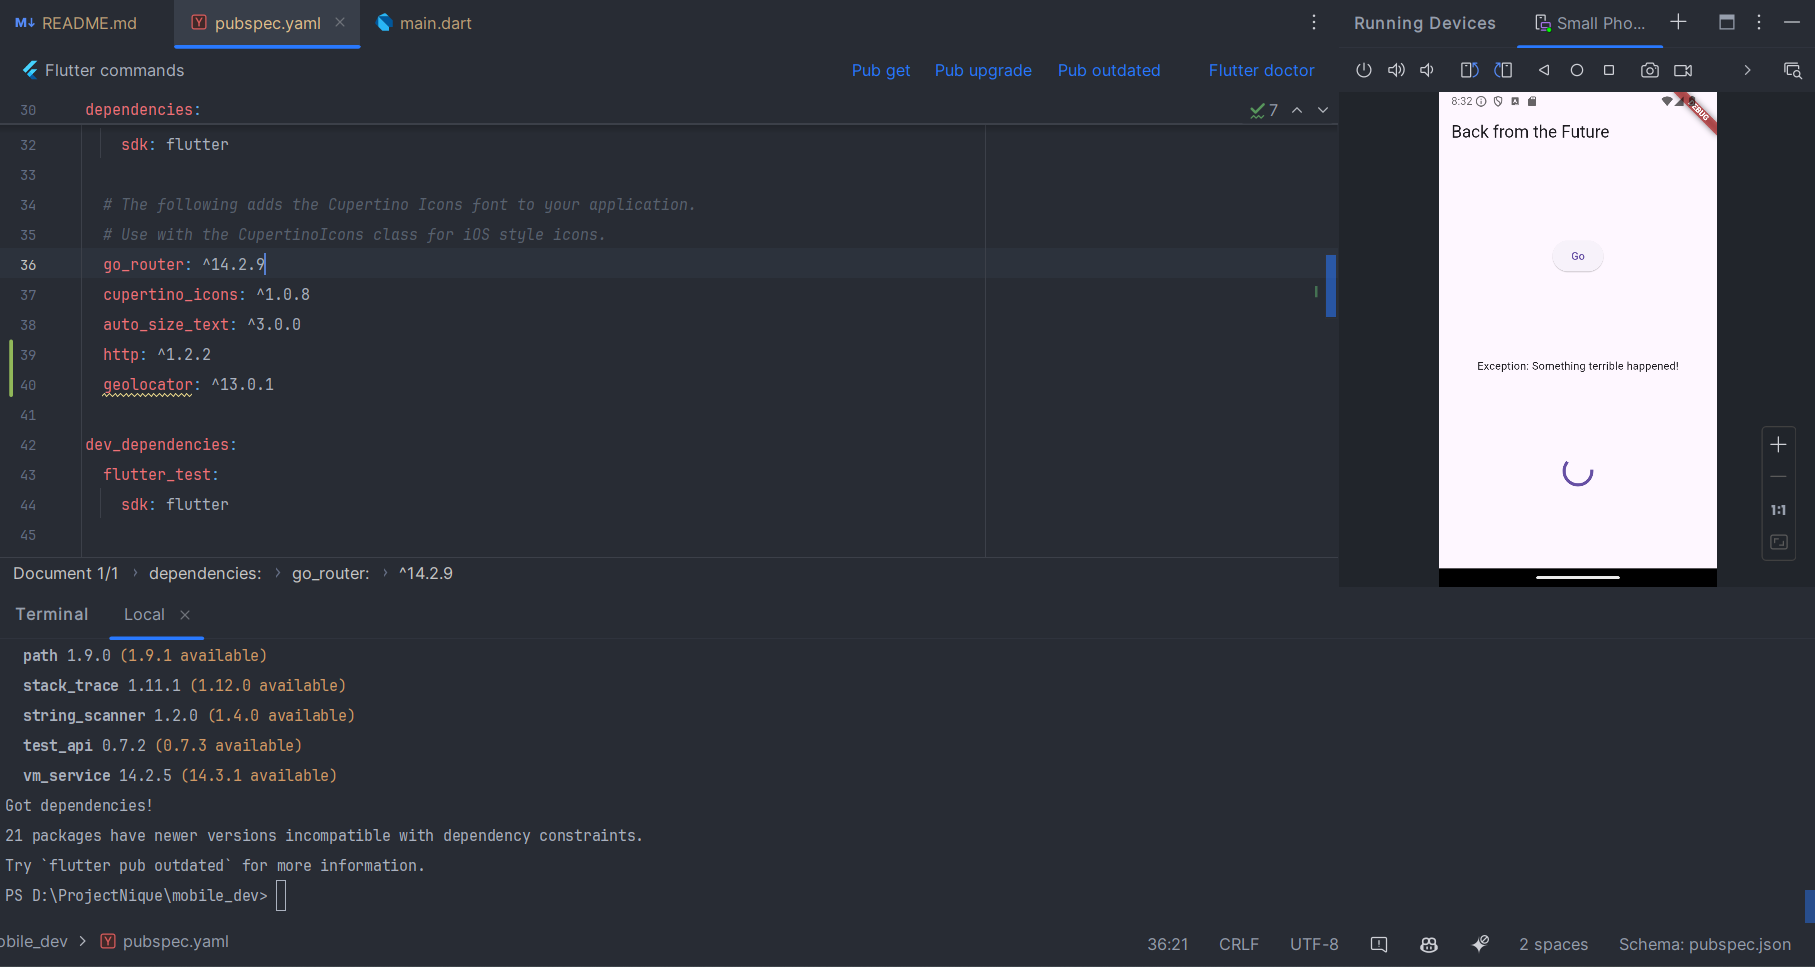 README.md pubspec.yaml main.dart
Running Devices Small Pho...
Flutter commands Pub get Pub upgrade Pub outdated Flutter doctor
30 dependencies: 7
32 sdk: flutter
33
34 # The following adds the Cupertino Icons font to your application.
35 # Use with the CupertinoIcons class for iOS style icons.
36 go_router: ^14.2.9
37 cupertino_icons: ^1.0.8
38 auto_size_text: ^3.0.0
39 http: ^1.2.2
40 geolocator: ^13.0.1
41
42 dev_dependencies:
43 flutter_test:
44 sdk: flutter
45
Document 1/1 › dependencies: › go_router: › ^14.2.9
8:32
Back from the Future
Go
Exception: Something terrible happened!
1:1
Terminal Local
path 1.9.0 (1.9.1 available)
stack_trace 1.11.1 (1.12.0 available)
string_scanner 1.2.0 (1.4.0 available)
test_api 0.7.2 (0.7.3 available)
vm_service 14.2.5 (14.3.1 available)
Got dependencies!
21 packages have newer versions incompatible with dependency constraints.
Try `flutter pub outdated` for more information.
PS D:\ProjectNique\mobile_dev>
obile_dev > pubspec.yaml
36:21 CRLF UTF-8 2 spaces Schema: pubspec.json